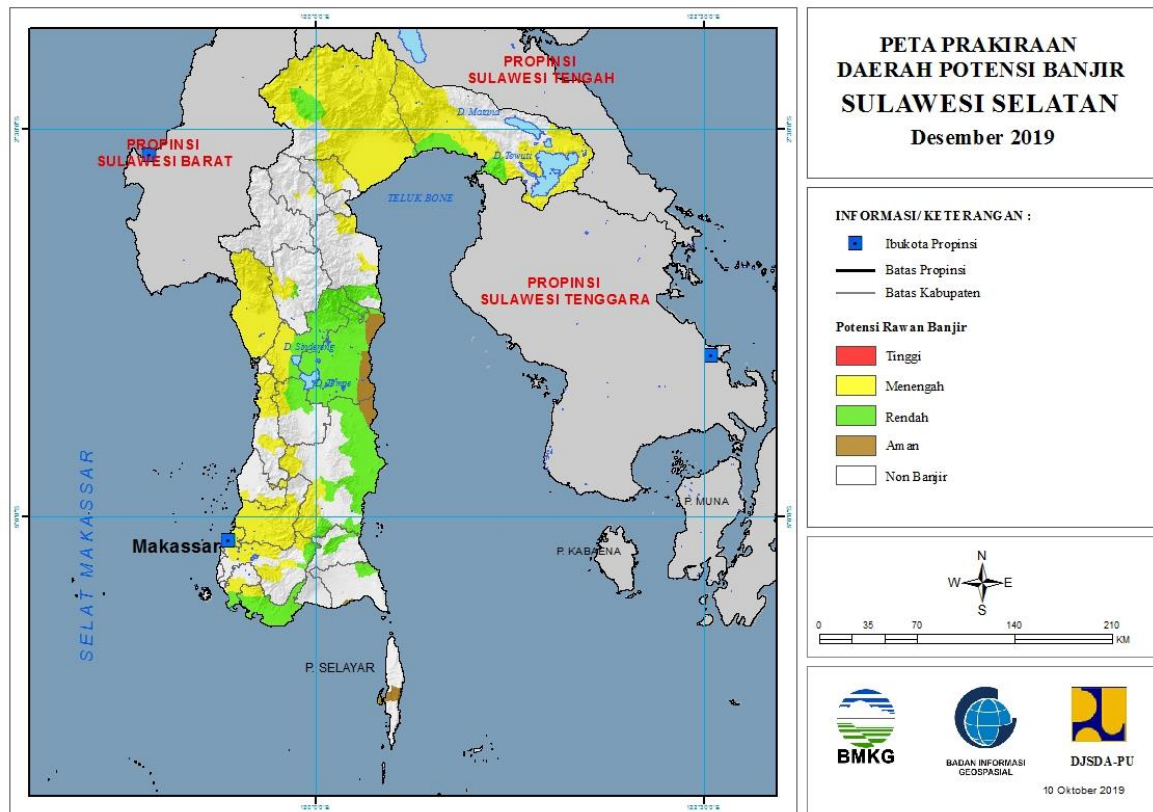 PETA PRAKIRAAN
DAERAH POTENSI BANJIR
SULAWESI SELATAN
Desember 2019
PROPINSI
SULAWESI TENGAH
PROPINSI
SULAWESI BARAT
D. Matana
D. Towuti
TELUK BONE
PROPINSI
SULAWESI TENGGARA
D. Sindereng
D. Tempe
SELAT MAKASSAR
Makassar
P. MUNA
P. KABAENA
P. SELAYAR
INFORMASI/ KETERANGAN :
Ibukota Propinsi
Batas Propinsi
Batas Kabupaten
Potensi Rawan Banjir
Tinggi
Menengah
Rendah
Aman
Non Banjir
N
W E
S
0 35 70 140 210
KM
BMKG
BADAN INFORMASI
GEOSPASIAL
DJSDA-PU
10 Oktober 2019